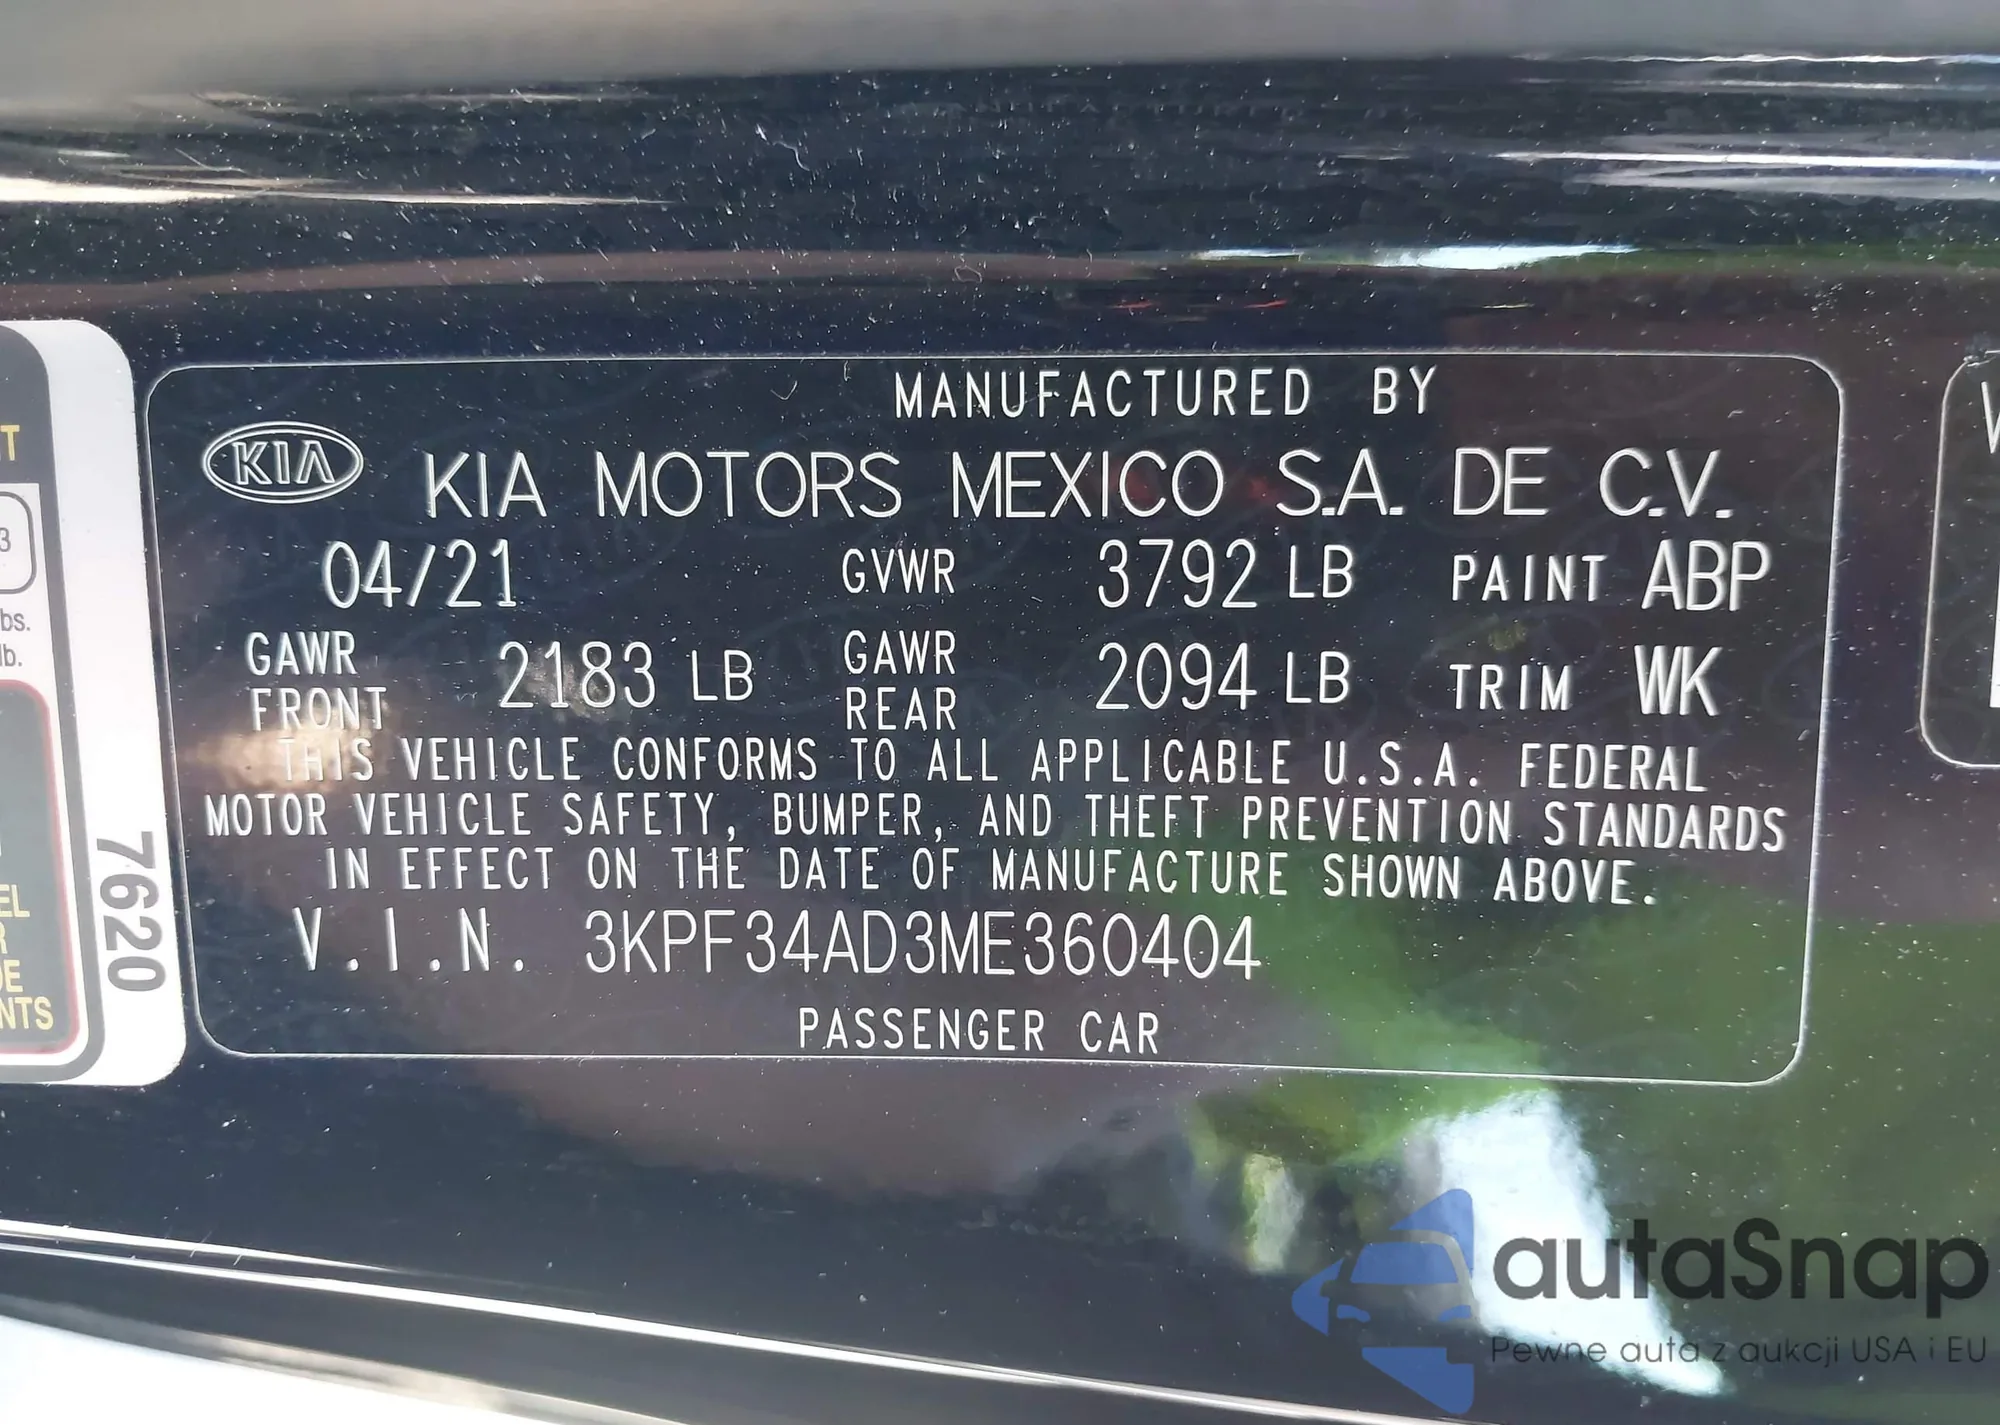 MANUFACTURED BY
KIA KIA MOTORS MEXICO S.A. DE C.V.
04/21 GVWR 3792 LB PAINT ABP
GAWR FRONT 2183 LB GAWR REAR 2094 LB TRIM WK
THIS VEHICLE CONFORMS TO ALL APPLICABLE U.S.A. FEDERAL
MOTOR VEHICLE SAFETY, BUMPER, AND THEFT PREVENTION STANDARDS
IN EFFECT ON THE DATE OF MANUFACTURE SHOWN ABOVE.
V.I.N. 3KPF34AD3ME360404
PASSENGER CAR
7620
autaSnap
Pewne auta z aukcji USA i EU